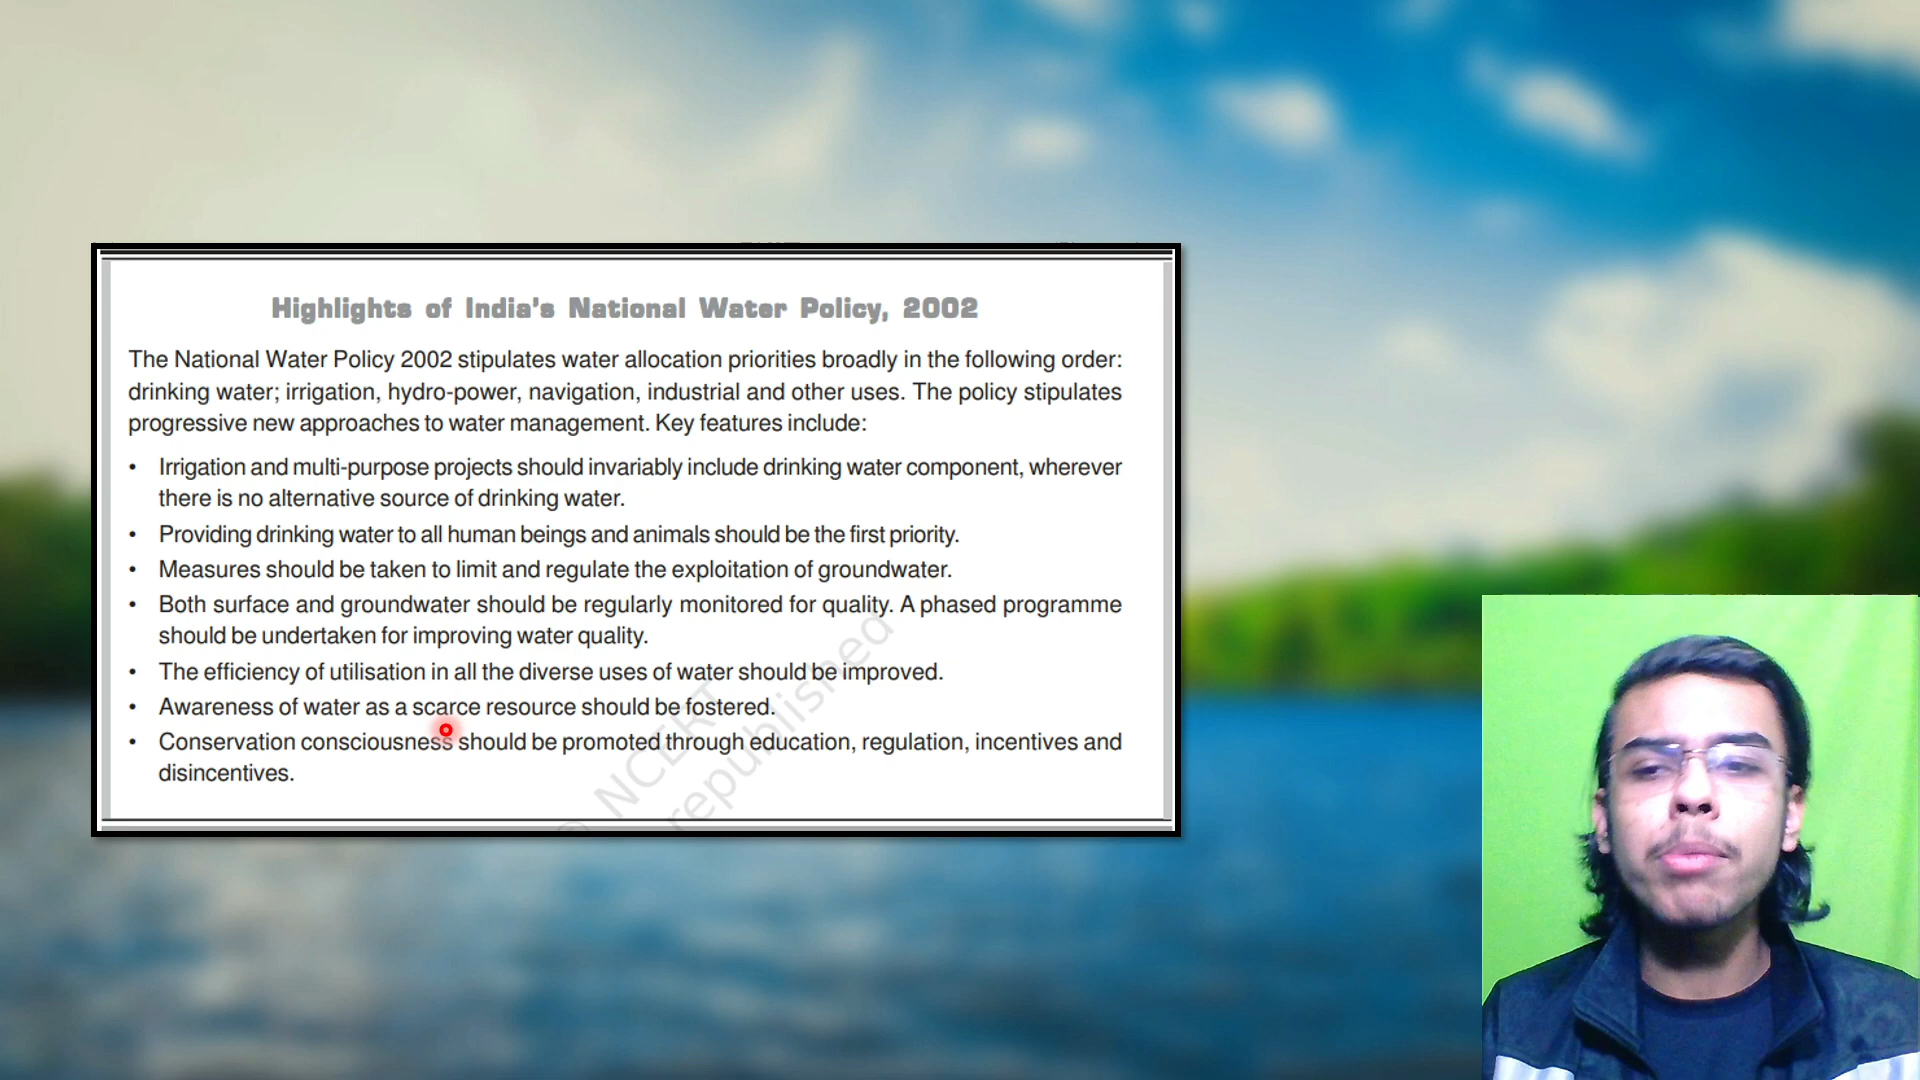 Highlights of India's National Water Policy, 2002
The National Water Policy 2002 stipulates water allocation priorities broadly in the following order:
drinking water; irrigation, hydro-power, navigation, industrial and other uses. The policy stipulates
progressive new approaches to water management. Key features include:
• Irrigation and multi-purpose projects should invariably include drinking water component, wherever
there is no alternative source of drinking water.
• Providing drinking water to all human beings and animals should be the first priority.
• Measures should be taken to limit and regulate the exploitation of groundwater.
• Both surface and groundwater should be regularly monitored for quality. A phased programme
should be undertaken for improving water quality.
• The efficiency of utilisation in all the diverse uses of water should be improved.
• Awareness of water as a scarce resource should be fostered.
• Conservation consciousness should be promoted through education, regulation, incentives and
disincentives.
© NCERT
republished